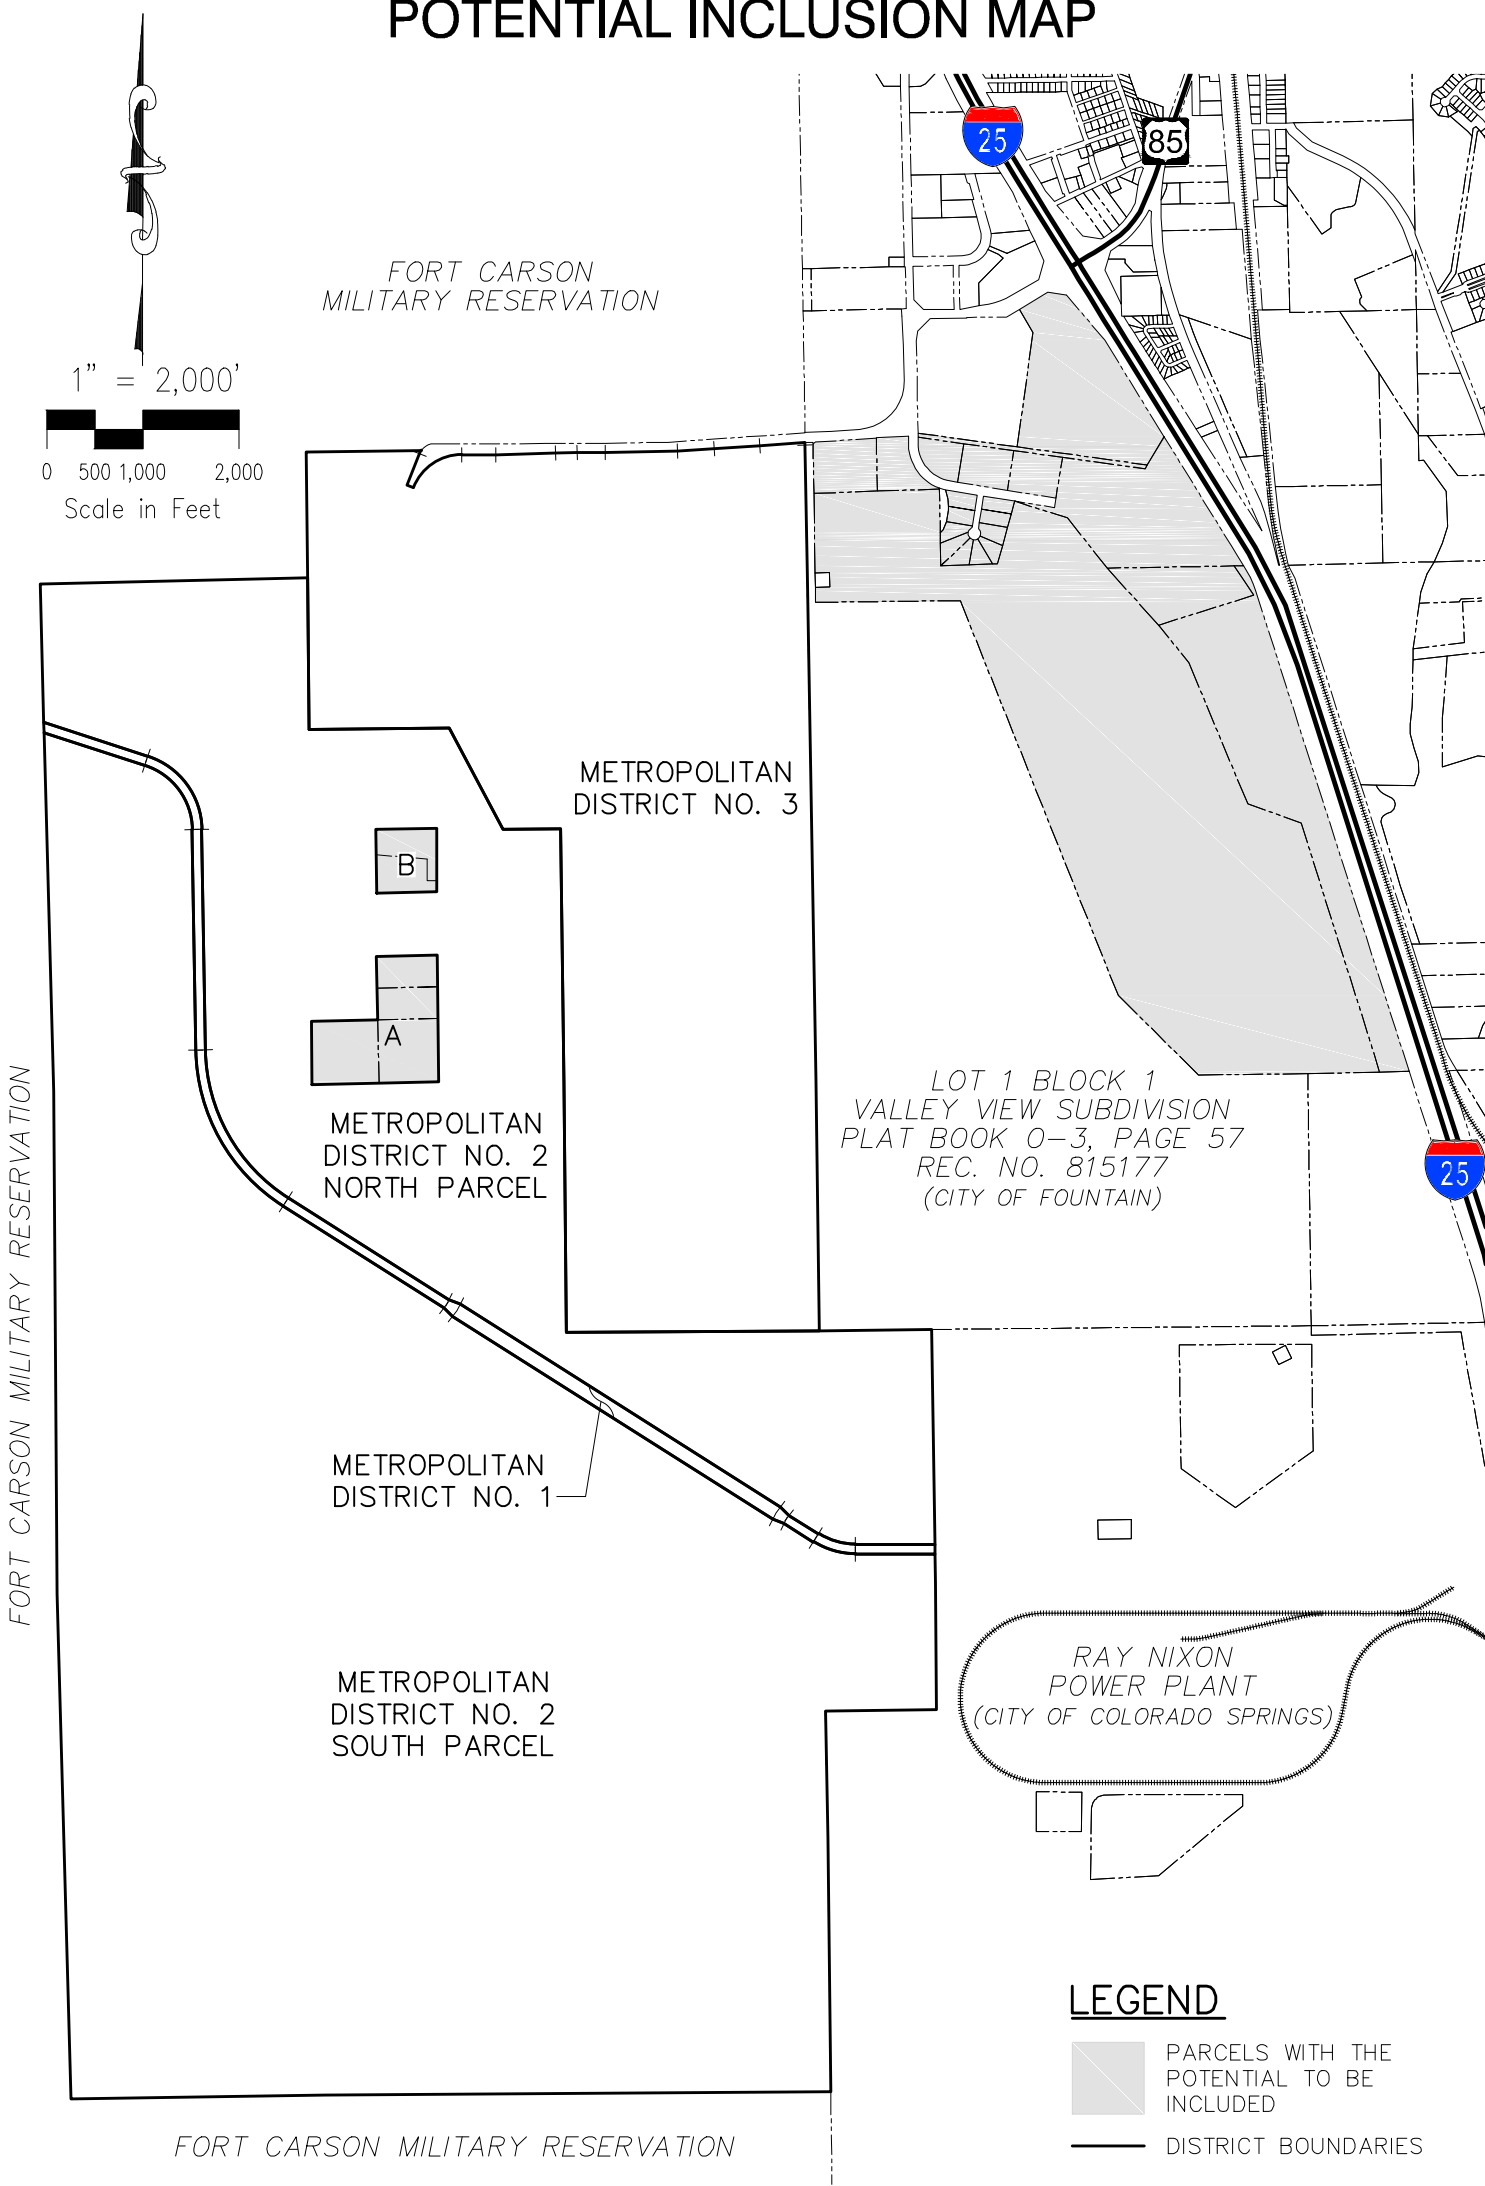 POTENTIAL INCLUSION MAP
25
85
FORT CARSON
MILITARY RESERVATION
1" = 2,000'
0 500 1,000 2,000
Scale in Feet
METROPOLITAN
DISTRICT NO. 3
B
A
METROPOLITAN
DISTRICT NO. 2
NORTH PARCEL
LOT 1 BLOCK 1
VALLEY VIEW SUBDIVISION
PLAT BOOK O-3, PAGE 57
REC. NO. 815177
(CITY OF FOUNTAIN)
25
FORT CARSON MILITARY RESERVATION
METROPOLITAN
DISTRICT NO. 1
METROPOLITAN
DISTRICT NO. 2
SOUTH PARCEL
RAY NIXON
POWER PLANT
(CITY OF COLORADO SPRINGS)
LEGEND
PARCELS WITH THE
POTENTIAL TO BE
INCLUDED
DISTRICT BOUNDARIES
FORT CARSON MILITARY RESERVATION